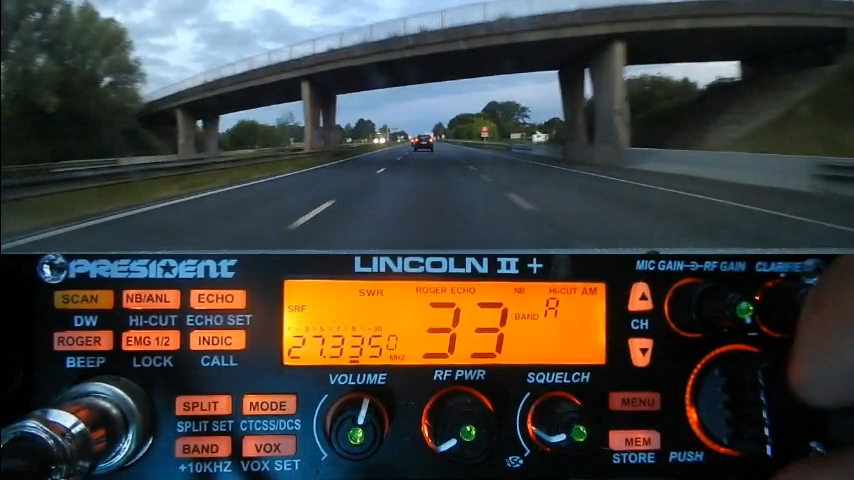 PRESIDENT
LINCOLN II +
MIC GAIN RF GAIN CLARIFIER
SCAN NB/ANL ECHO
DW HI-CUT ECHO SET
ROGER EMG 1/2 INDIC
BEEP LOCK CALL
SWR ROGER ECHO NB HI-CUT AM
SRF 33 BAND A
27.3350 MHZ
CH
VOLUME RF PWR SQUELCH
SPLIT MODE
SPLIT SET CTCSS/DCS
BAND VOX
+10KHZ VOX SET
MENU
MEM
STORE PUSH